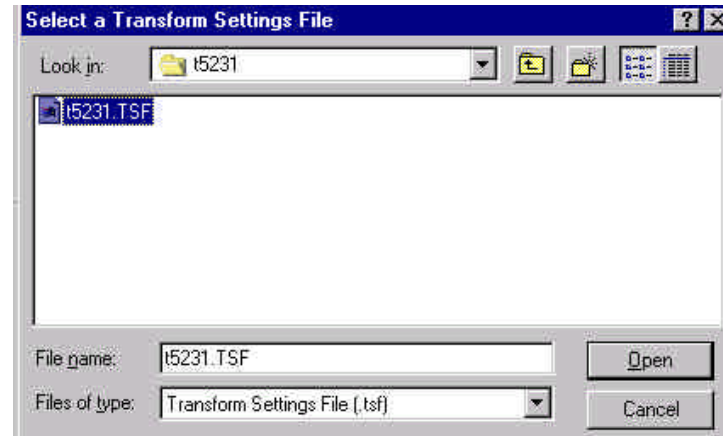 Select a Transform Settings File
Look in: t5231
t5231.TSF
File name: t5231.TSF Open
Files of type: Transform Settings File (.tsf) Cancel